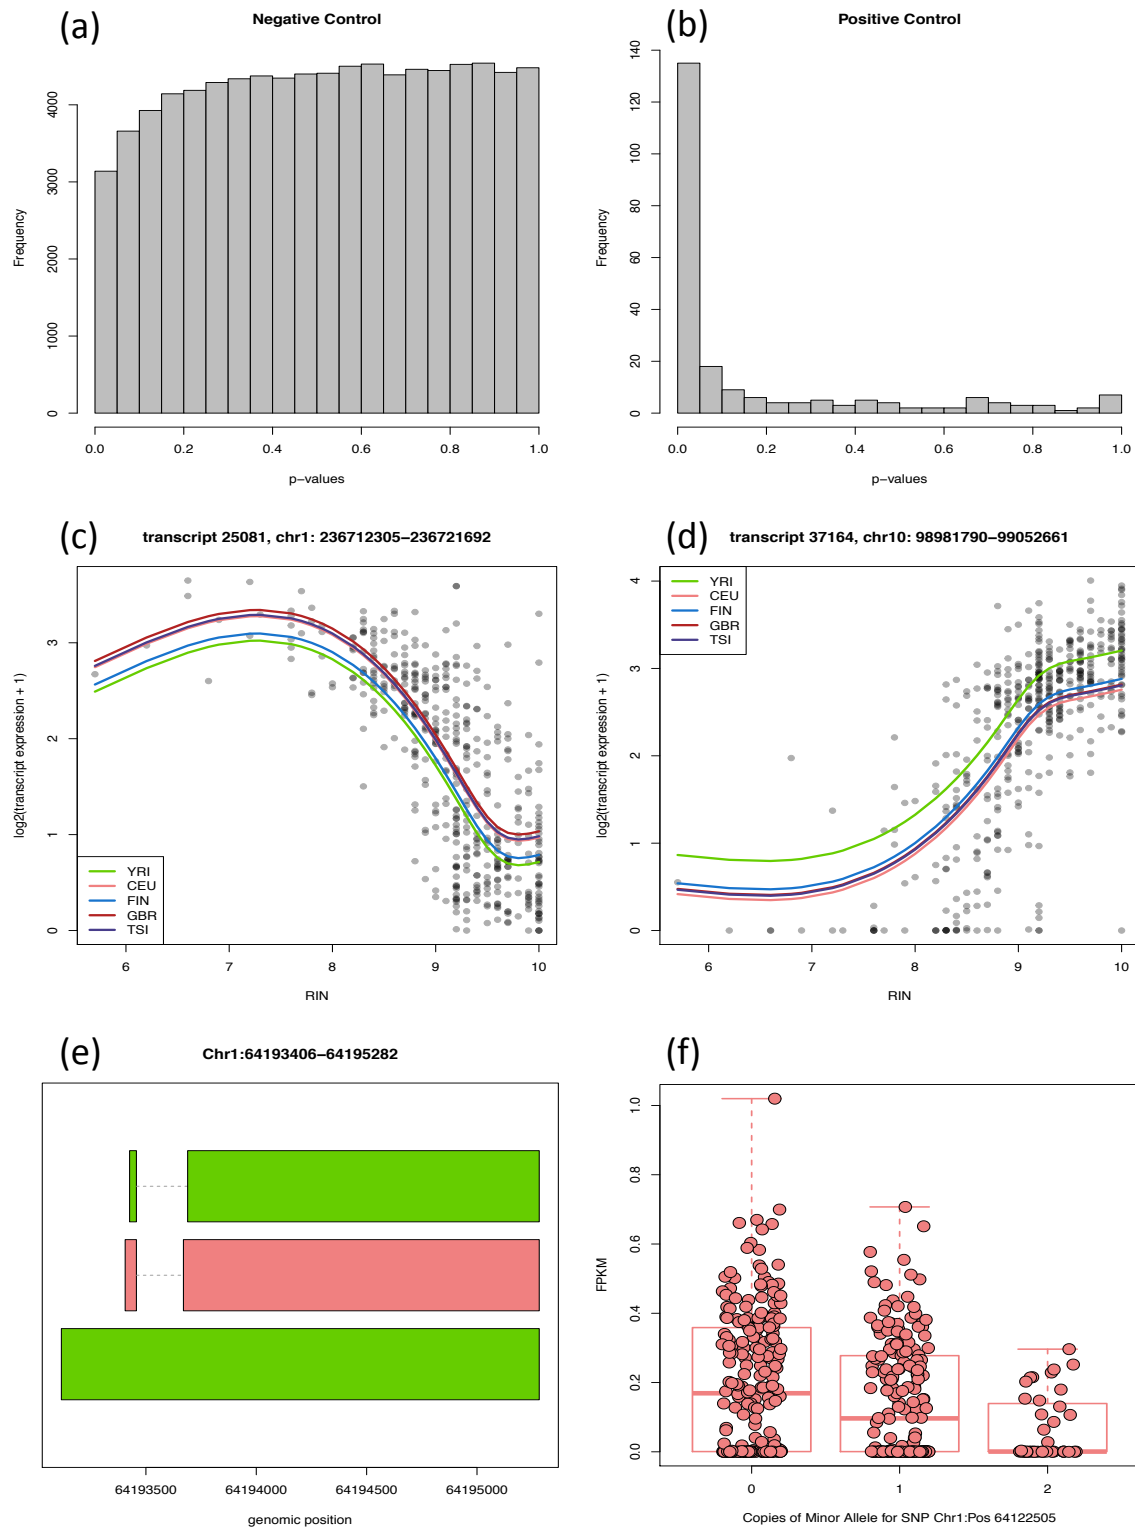 (a)
Negative Control
Frequency
0
1000
2000
3000
4000
0.0
0.2
0.4
0.6
0.8
1.0
p−values
(b)
Positive Control
Frequency
0
20
40
60
80
100
120
140
0.0
0.2
0.4
0.6
0.8
1.0
p−values
(c)
transcript 25081, chr1: 236712305−236721692
log2(transcript expression + 1)
0
1
2
3
YRI
CEU
FIN
GBR
TSI
6
7
8
9
10
RIN
(d)
transcript 37164, chr10: 98981790−99052661
log2(transcript expression + 1)
0
1
2
3
4
YRI
CEU
FIN
GBR
TSI
6
7
8
9
10
RIN
(e)
Chr1:64193406−64195282
64193500
64194000
64194500
64195000
genomic position
(f)
FPKM
0.0
0.2
0.4
0.6
0.8
1.0
0
1
2
Copies of Minor Allele for SNP Chr1:Pos 64122505